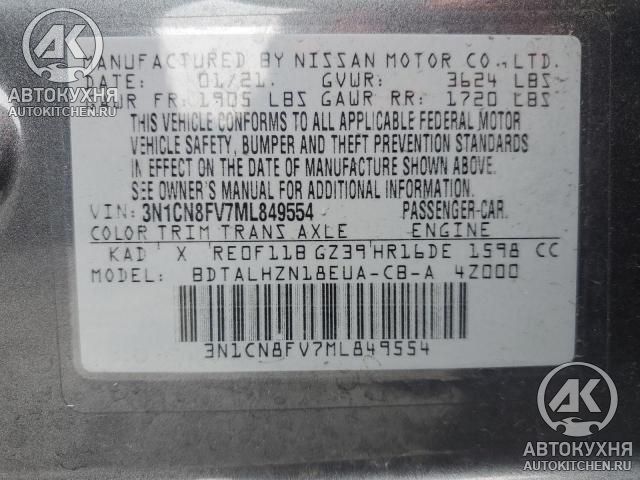 MANUFACTURED BY NISSAN MOTOR CO., LTD.
DATE: 01/21. GVWR: 3624 LBS
GAWR FR: 1905 LBS GAWR RR: 1720 LBS
THIS VEHICLE CONFORMS TO ALL APPLICABLE FEDERAL MOTOR
VEHICLE SAFETY, BUMPER AND THEFT PREVENTION STANDARDS
IN EFFECT ON THE DATE OF MANUFACTURE SHOWN ABOVE.
SEE OWNER'S MANUAL FOR ADDITIONAL INFORMATION.
VIN: 3N1CN8FV7ML849554 PASSENGER-CAR.
COLOR TRIM TRANS AXLE ENGINE
KAD X RE0F11B GZ39 HR16DE 1598 CC
MODEL: BDTALHZN18EUA-CB-A 4Z000
3N1CN8FV7ML849554
АК
АВТОКУХНЯ
AUTOKITCHEN.RU
АК
АВТОКУХНЯ
AUTOKITCHEN.RU